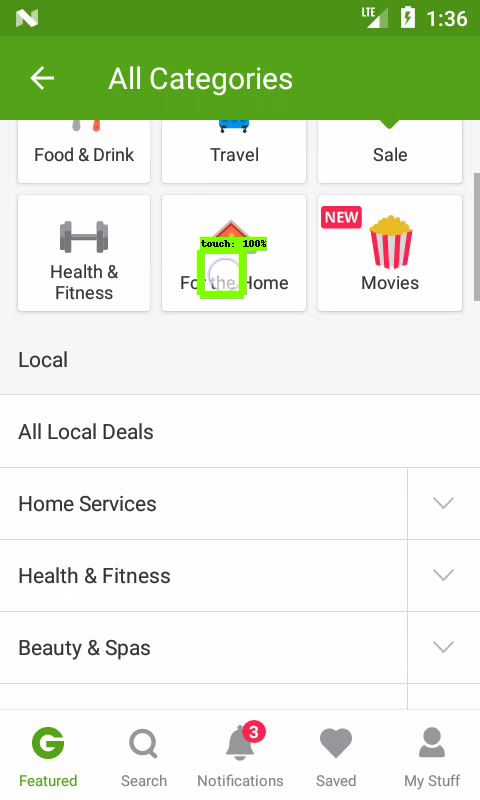 LTE 1:36
All Categories
Food & Drink
Travel
Sale
Health &
Fitness
touch: 100%
For the Home
NEW
Movies
Local
All Local Deals
Home Services
Health & Fitness
Beauty & Spas
3
Featured
Search
Notifications
Saved
My Stuff